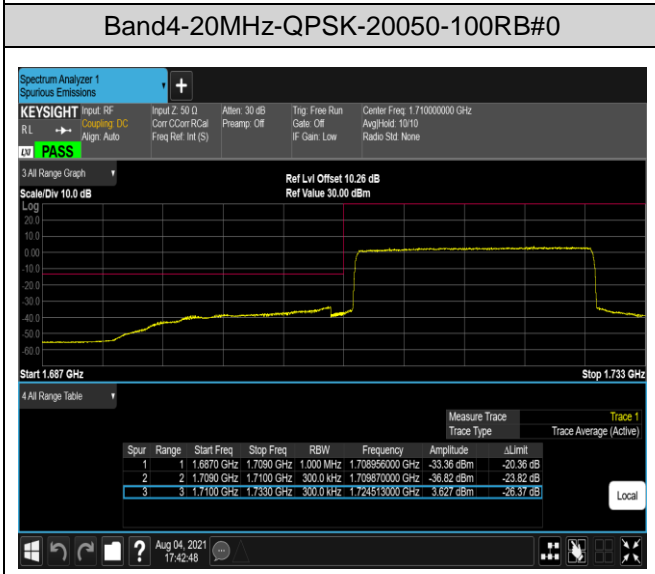 Band4-20MHz-QPSK-20050-100RB#0
Spectrum Analyzer 1
Spurious Emissions
+
KEYSIGHT Input: RF Input Z: 50 Ω Atten: 30 dB Trig: Free Run Center Freq: 1.710000000 GHz
RL Coupling: DC Corr CCorr RCal Preamp: Off Gate: Off Avg|Hold: 10/10
Align: Auto Freq Ref: Int (S) IF Gain: Low Radio Std: None
LXI PASS
3 All Range Graph
Ref Lvl Offset 10.26 dB
Scale/Div 10.0 dB Ref Value 30.00 dBm
Log
20.0
10.0
0.00
-10.0
-20.0
-30.0
-40.0
-50.0
-60.0
Start 1.687 GHz Stop 1.733 GHz
4 All Range Table
Measure Trace Trace 1
Trace Type Trace Average (Active)
Spur Range Start Freq Stop Freq RBW Frequency Amplitude ΔLimit
1 1 1.6870 GHz 1.7090 GHz 1.000 MHz 1.708956000 GHz -33.36 dBm -20.36 dB
2 2 1.7090 GHz 1.7100 GHz 300.0 kHz 1.709870000 GHz -36.82 dBm -23.82 dB
3 3 1.7100 GHz 1.7330 GHz 300.0 kHz 1.724513000 GHz 3.627 dBm -26.37 dB
Local
? Aug 04, 2021
17:42:48